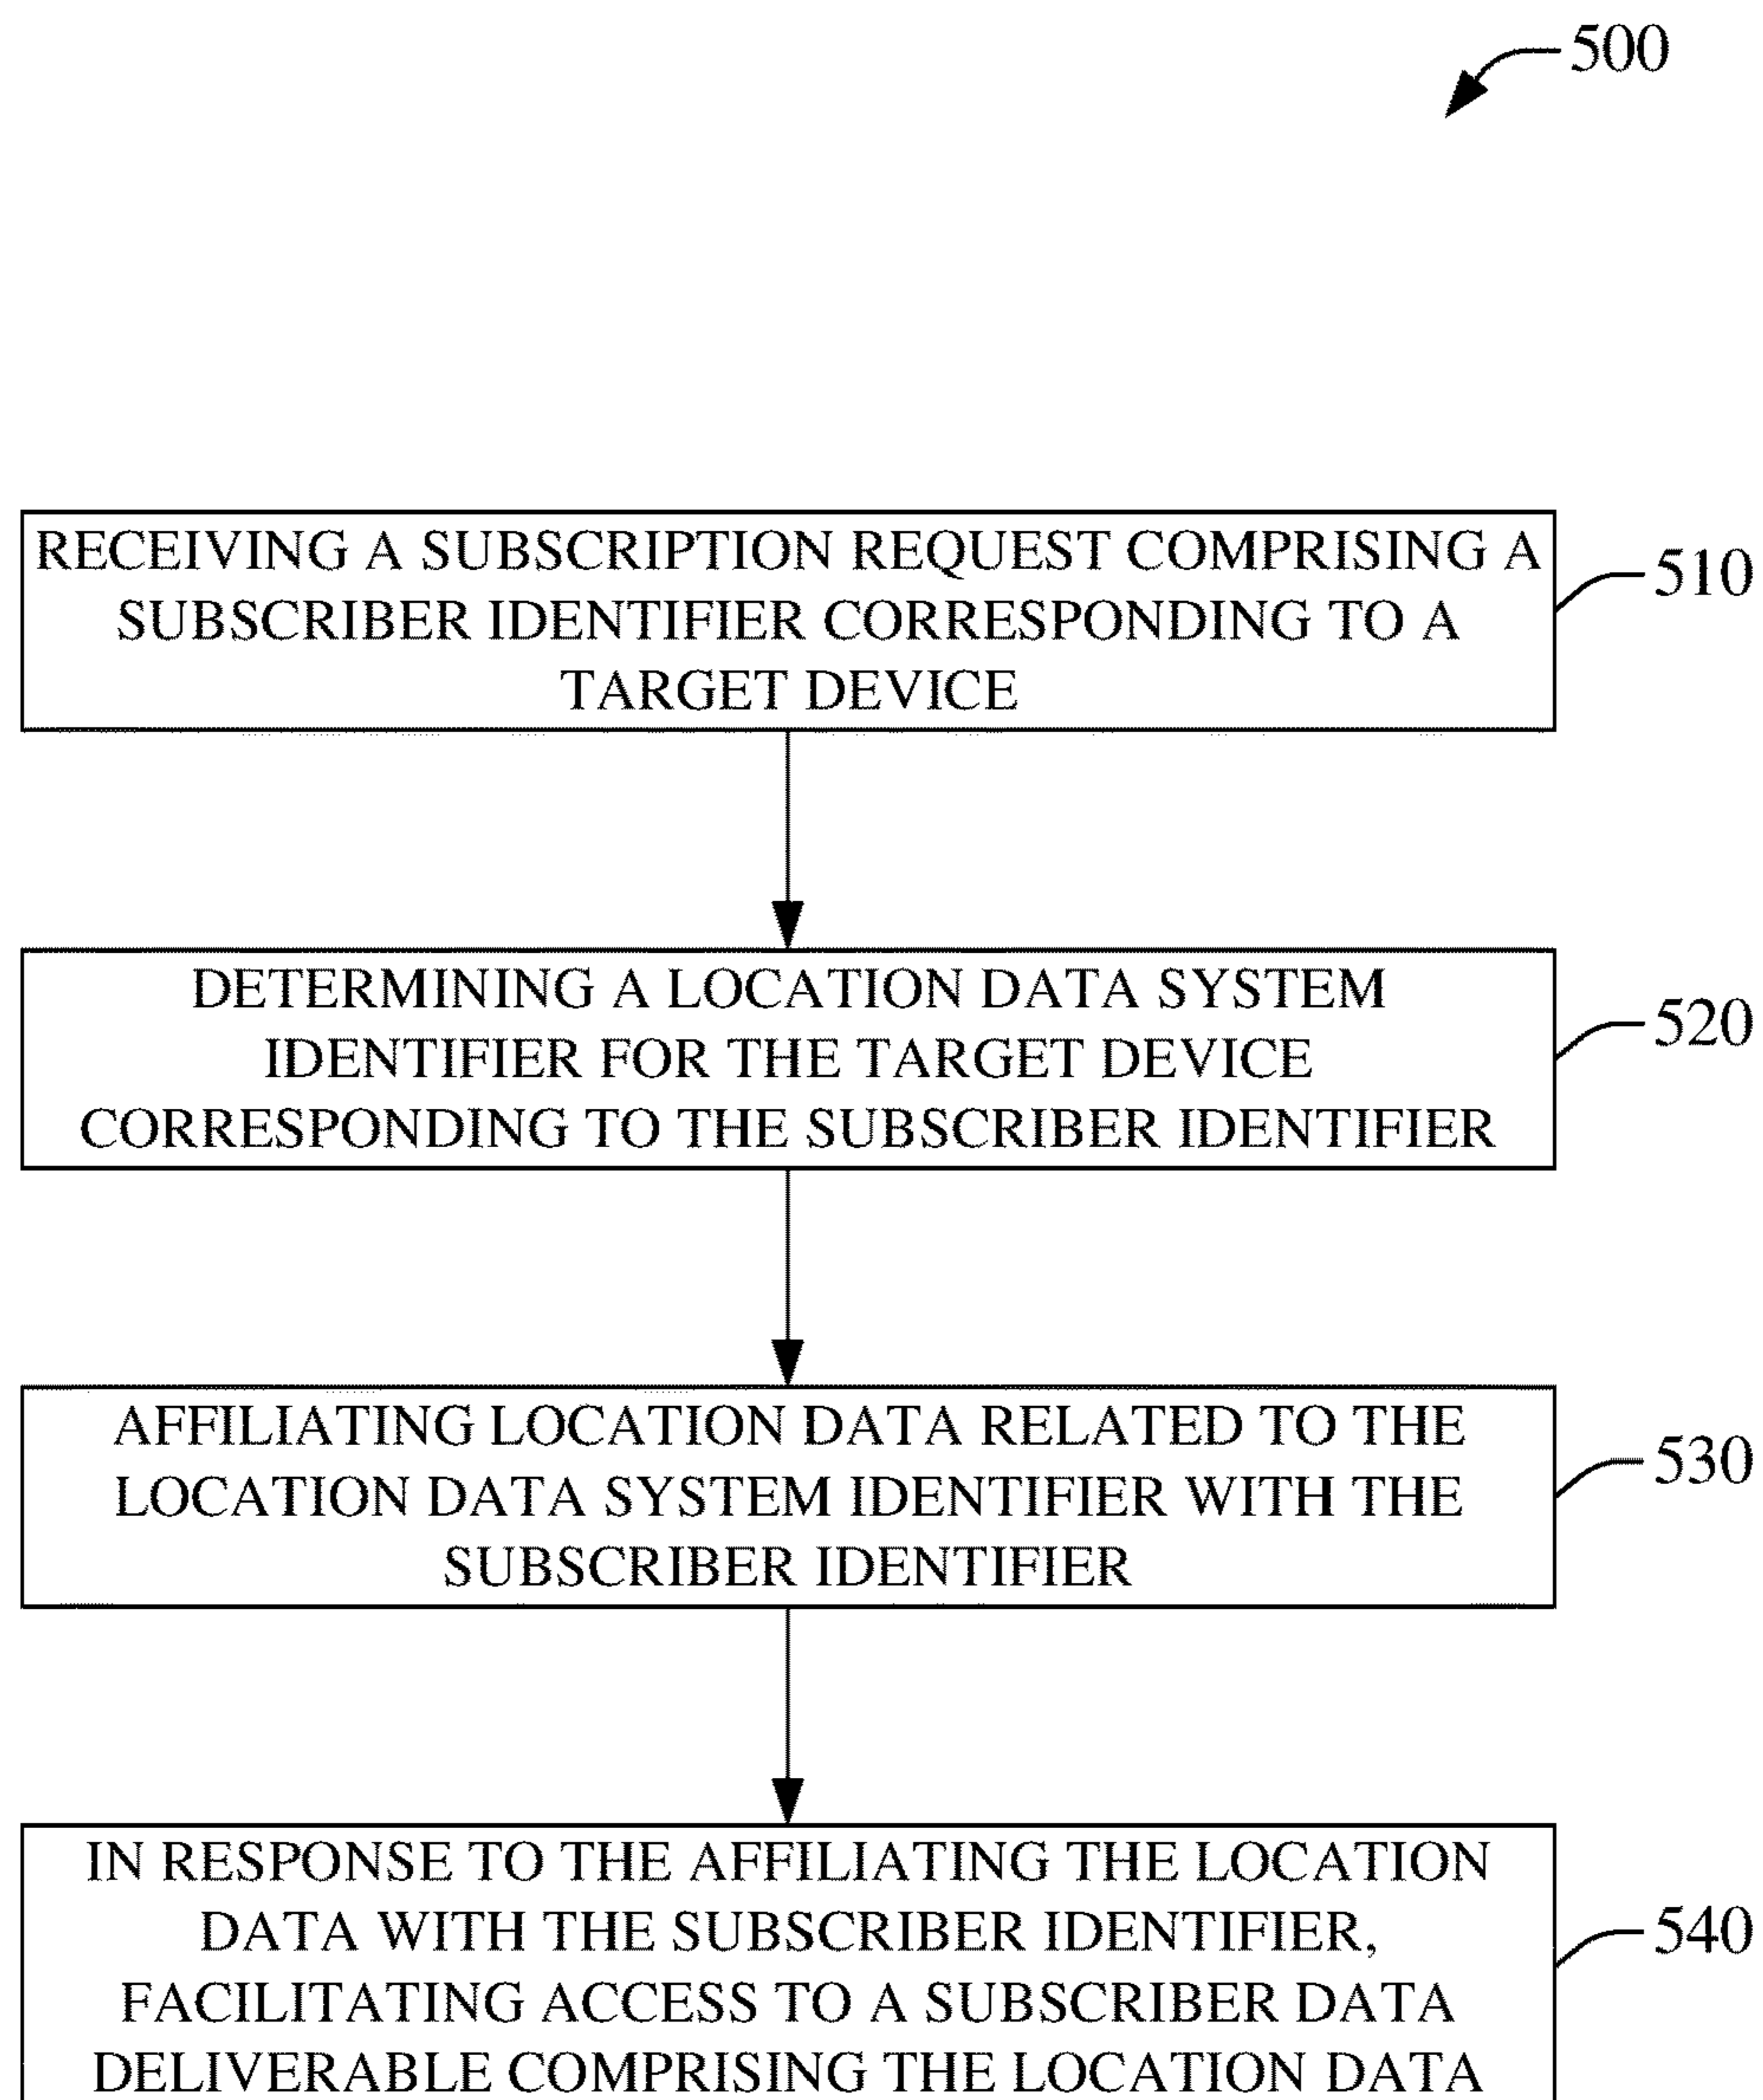 500
RECEIVING A SUBSCRIPTION REQUEST COMPRISING A
SUBSCRIBER IDENTIFIER CORRESPONDING TO A
TARGET DEVICE
510
DETERMINING A LOCATION DATA SYSTEM
IDENTIFIER FOR THE TARGET DEVICE
CORRESPONDING TO THE SUBSCRIBER IDENTIFIER
520
AFFILIATING LOCATION DATA RELATED TO THE
LOCATION DATA SYSTEM IDENTIFIER WITH THE
SUBSCRIBER IDENTIFIER
530
IN RESPONSE TO THE AFFILIATING THE LOCATION
DATA WITH THE SUBSCRIBER IDENTIFIER,
FACILITATING ACCESS TO A SUBSCRIBER DATA
DELIVERABLE COMPRISING THE LOCATION DATA
540